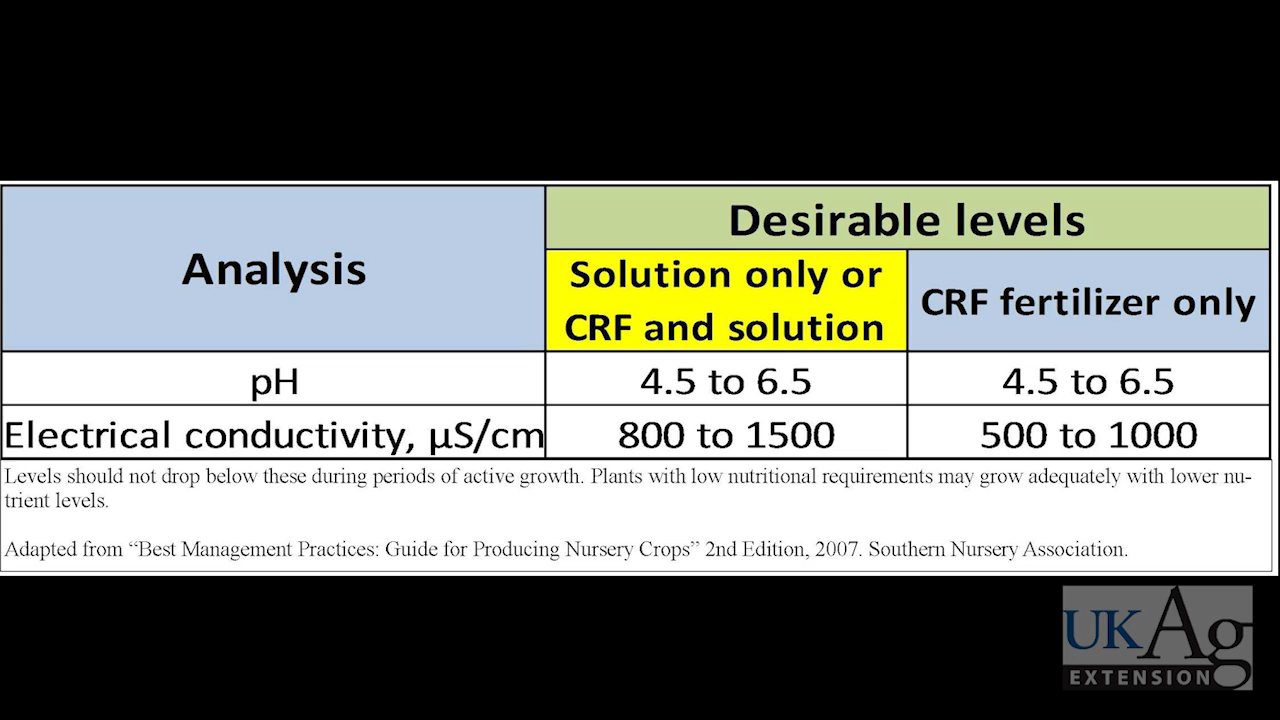 Analysis
Desirable levels
Solution only or
CRF and solution
CRF fertilizer only
pH
4.5 to 6.5
4.5 to 6.5
Electrical conductivity, µS/cm
800 to 1500
500 to 1000
Levels should not drop below these during periods of active growth. Plants with low nutritional requirements may grow adequately with lower nu-
trient levels.
Adapted from “Best Management Practices: Guide for Producing Nursery Crops” 2nd Edition, 2007. Southern Nursery Association.
UKAg
EXTENSION